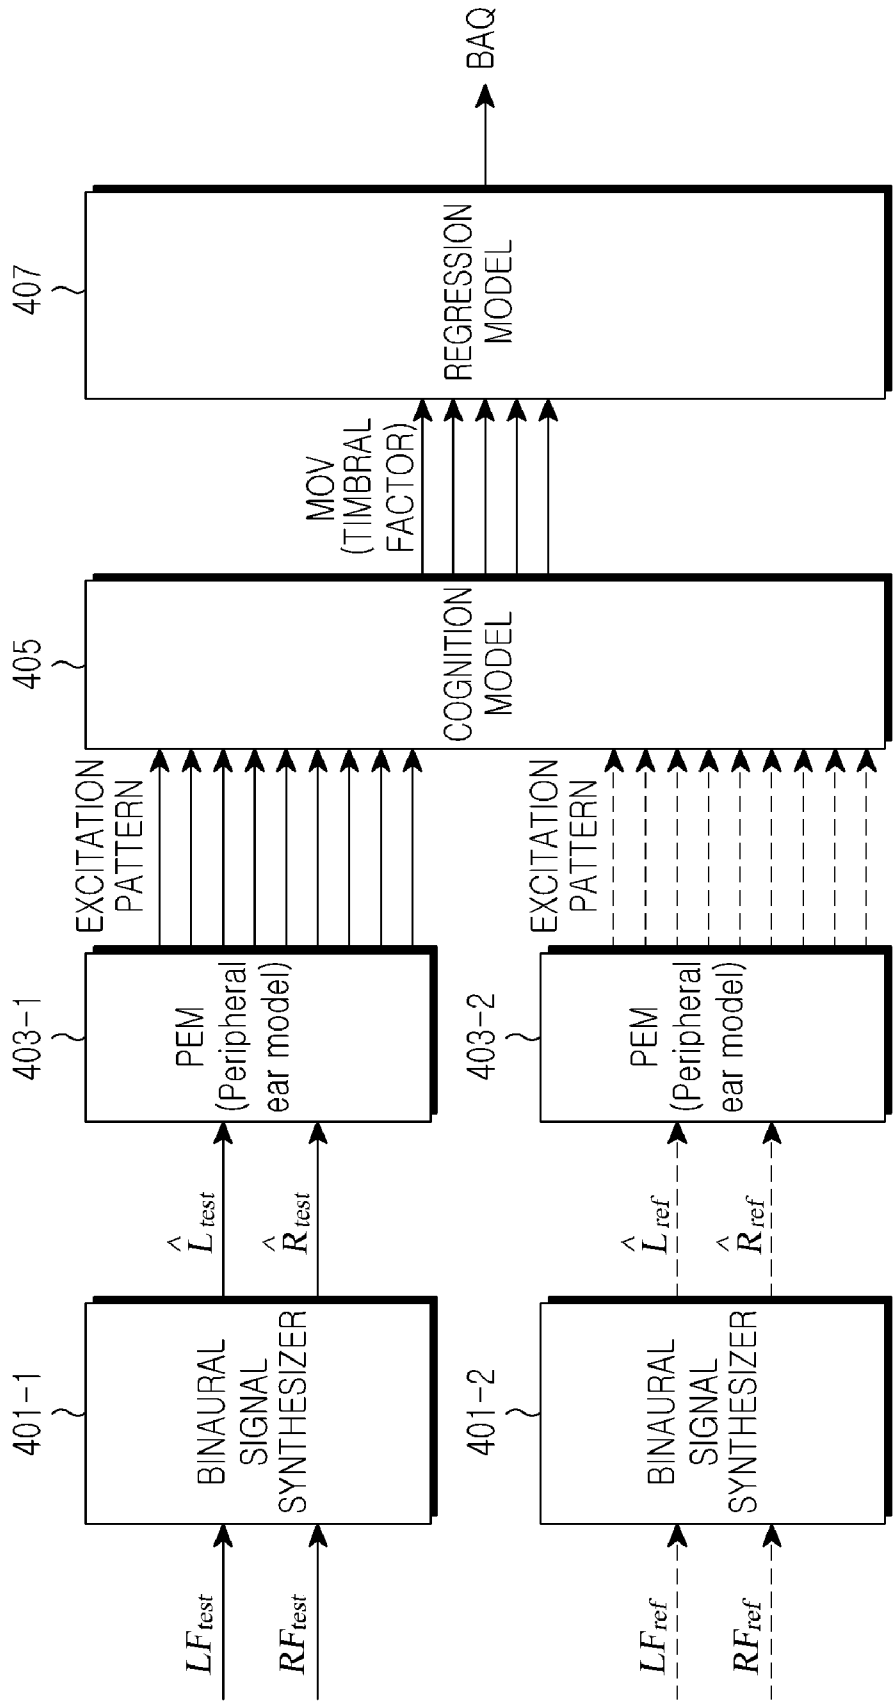 401-1
403-1
405
407
LFtest
RFtest
BINAURAL
SIGNAL
SYNTHESIZER
L̂test
R̂test
PEM
(Peripheral
ear model)
EXCITATION
PATTERN
COGNITION
MODEL
MOV
(TIMBRAL
FACTOR)
REGRESSION
MODEL
BAQ
401-2
403-2
LFref
RFref
BINAURAL
SIGNAL
SYNTHESIZER
L̂ref
R̂ref
PEM
(Peripheral
ear model)
EXCITATION
PATTERN